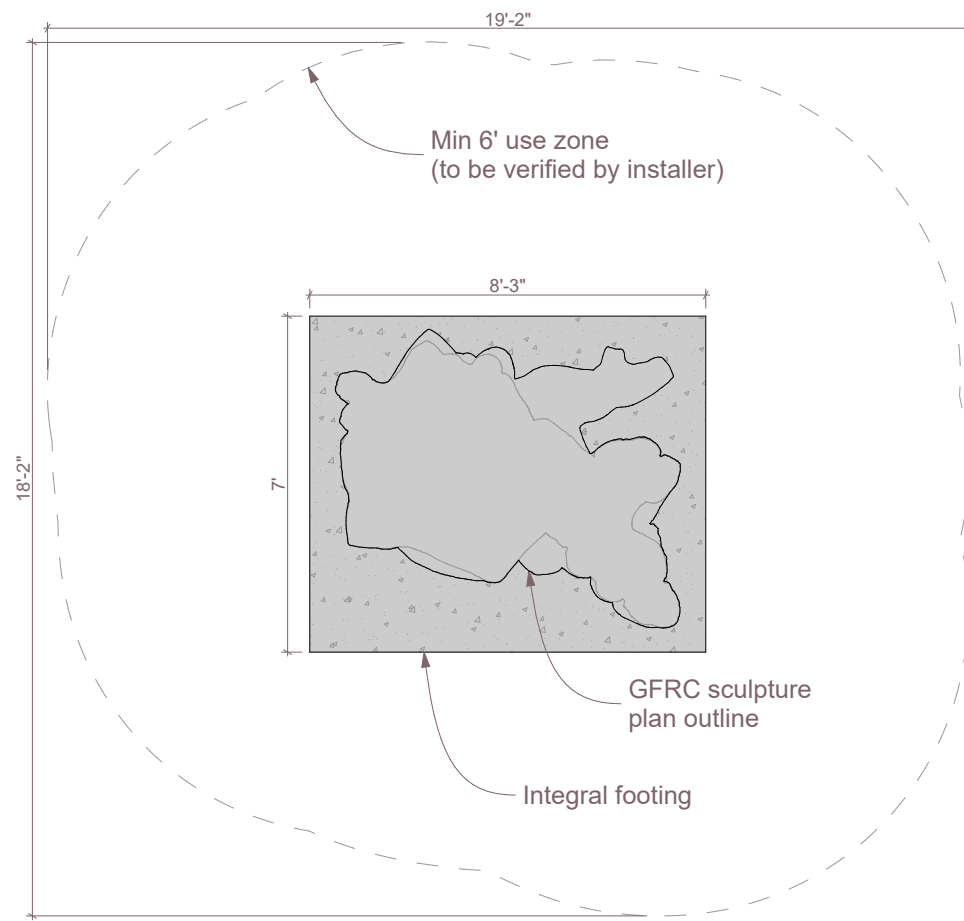 19'-2"
Min 6' use zone
(to be verified by installer)
8'-3"
7'
18'-2"
GFRC sculpture
plan outline
Integral footing